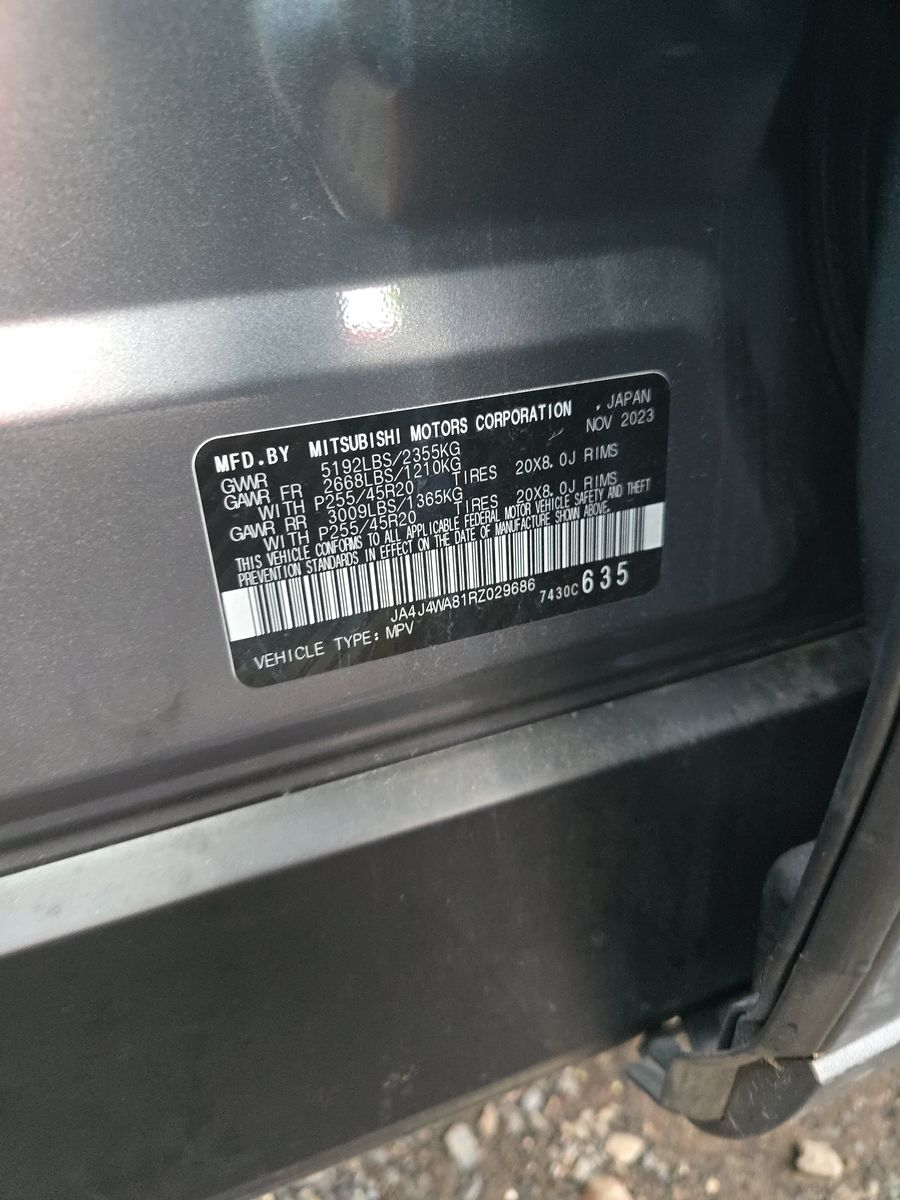 MFD.BY MITSUBISHI MOTORS CORPORATION , JAPAN
NOV 2023
GVWR 5192LBS/2355KG
GAWR FR 2668LBS/1210KG
WITH P255/45R20 TIRES 20X8.0J RIMS
GAWR RR 3009LBS/1365KG
WITH P255/45R20 TIRES 20X8.0J RIMS
THIS VEHICLE CONFORMS TO ALL APPLICABLE FEDERAL MOTOR VEHICLE SAFETY AND THEFT
PREVENTION STANDARDS IN EFFECT ON THE DATE OF MANUFACTURE SHOWN ABOVE.
JA4J4WA81RZ029686 7430C 635
VEHICLE TYPE: MPV